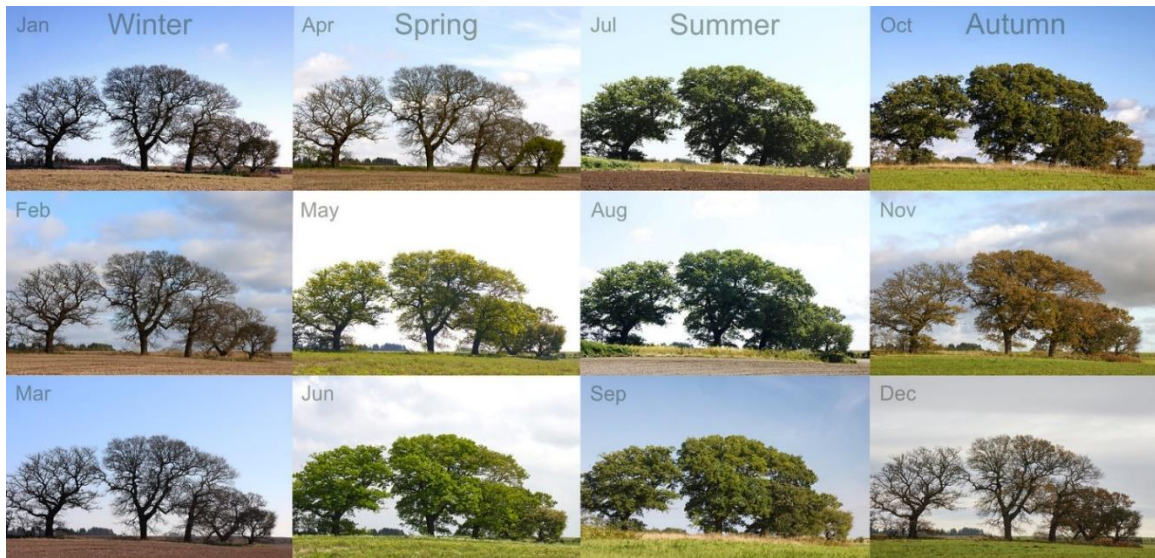 Jan Winter
Apr Spring
Jul Summer
Oct Autumn
Feb
May
Aug
Nov
Mar
Jun
Sep
Dec